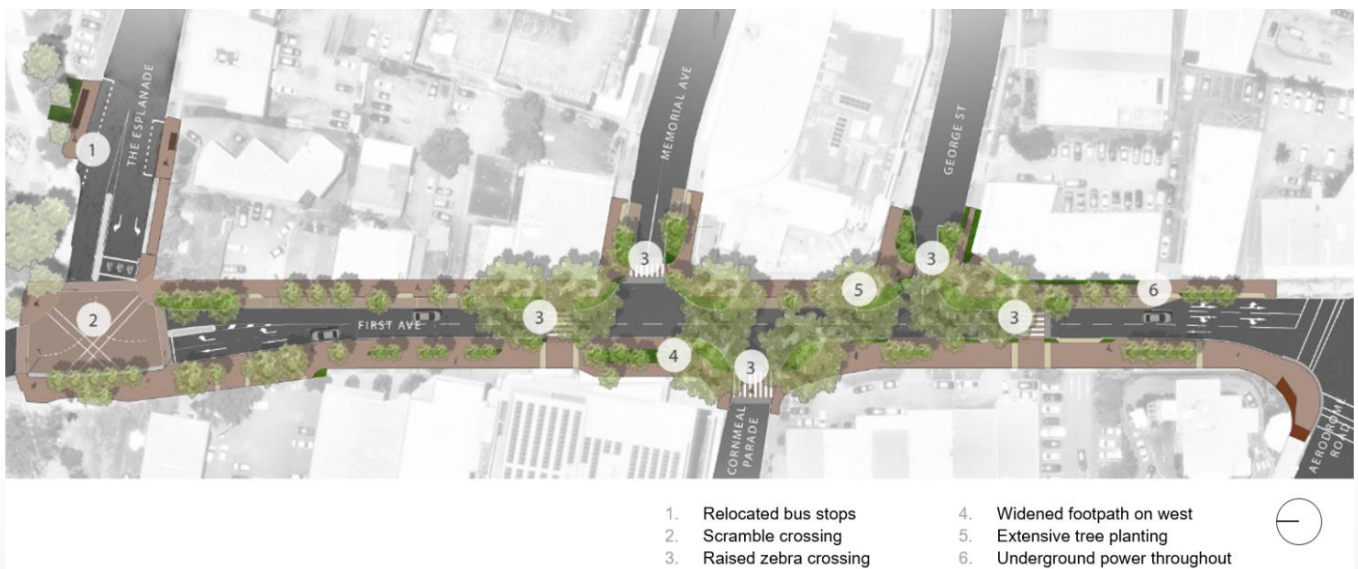 1
THE ESPLANADE
MEMORIAL AVE
GEORGE ST
3
3
2
3
5
3
6
FIRST AVE
4
3
CORNMEAL
PARADE
AERODROME
ROAD
1. Relocated bus stops
2. Scramble crossing
3. Raised zebra crossing
4. Widened footpath on west
5. Extensive tree planting
6. Underground power throughout